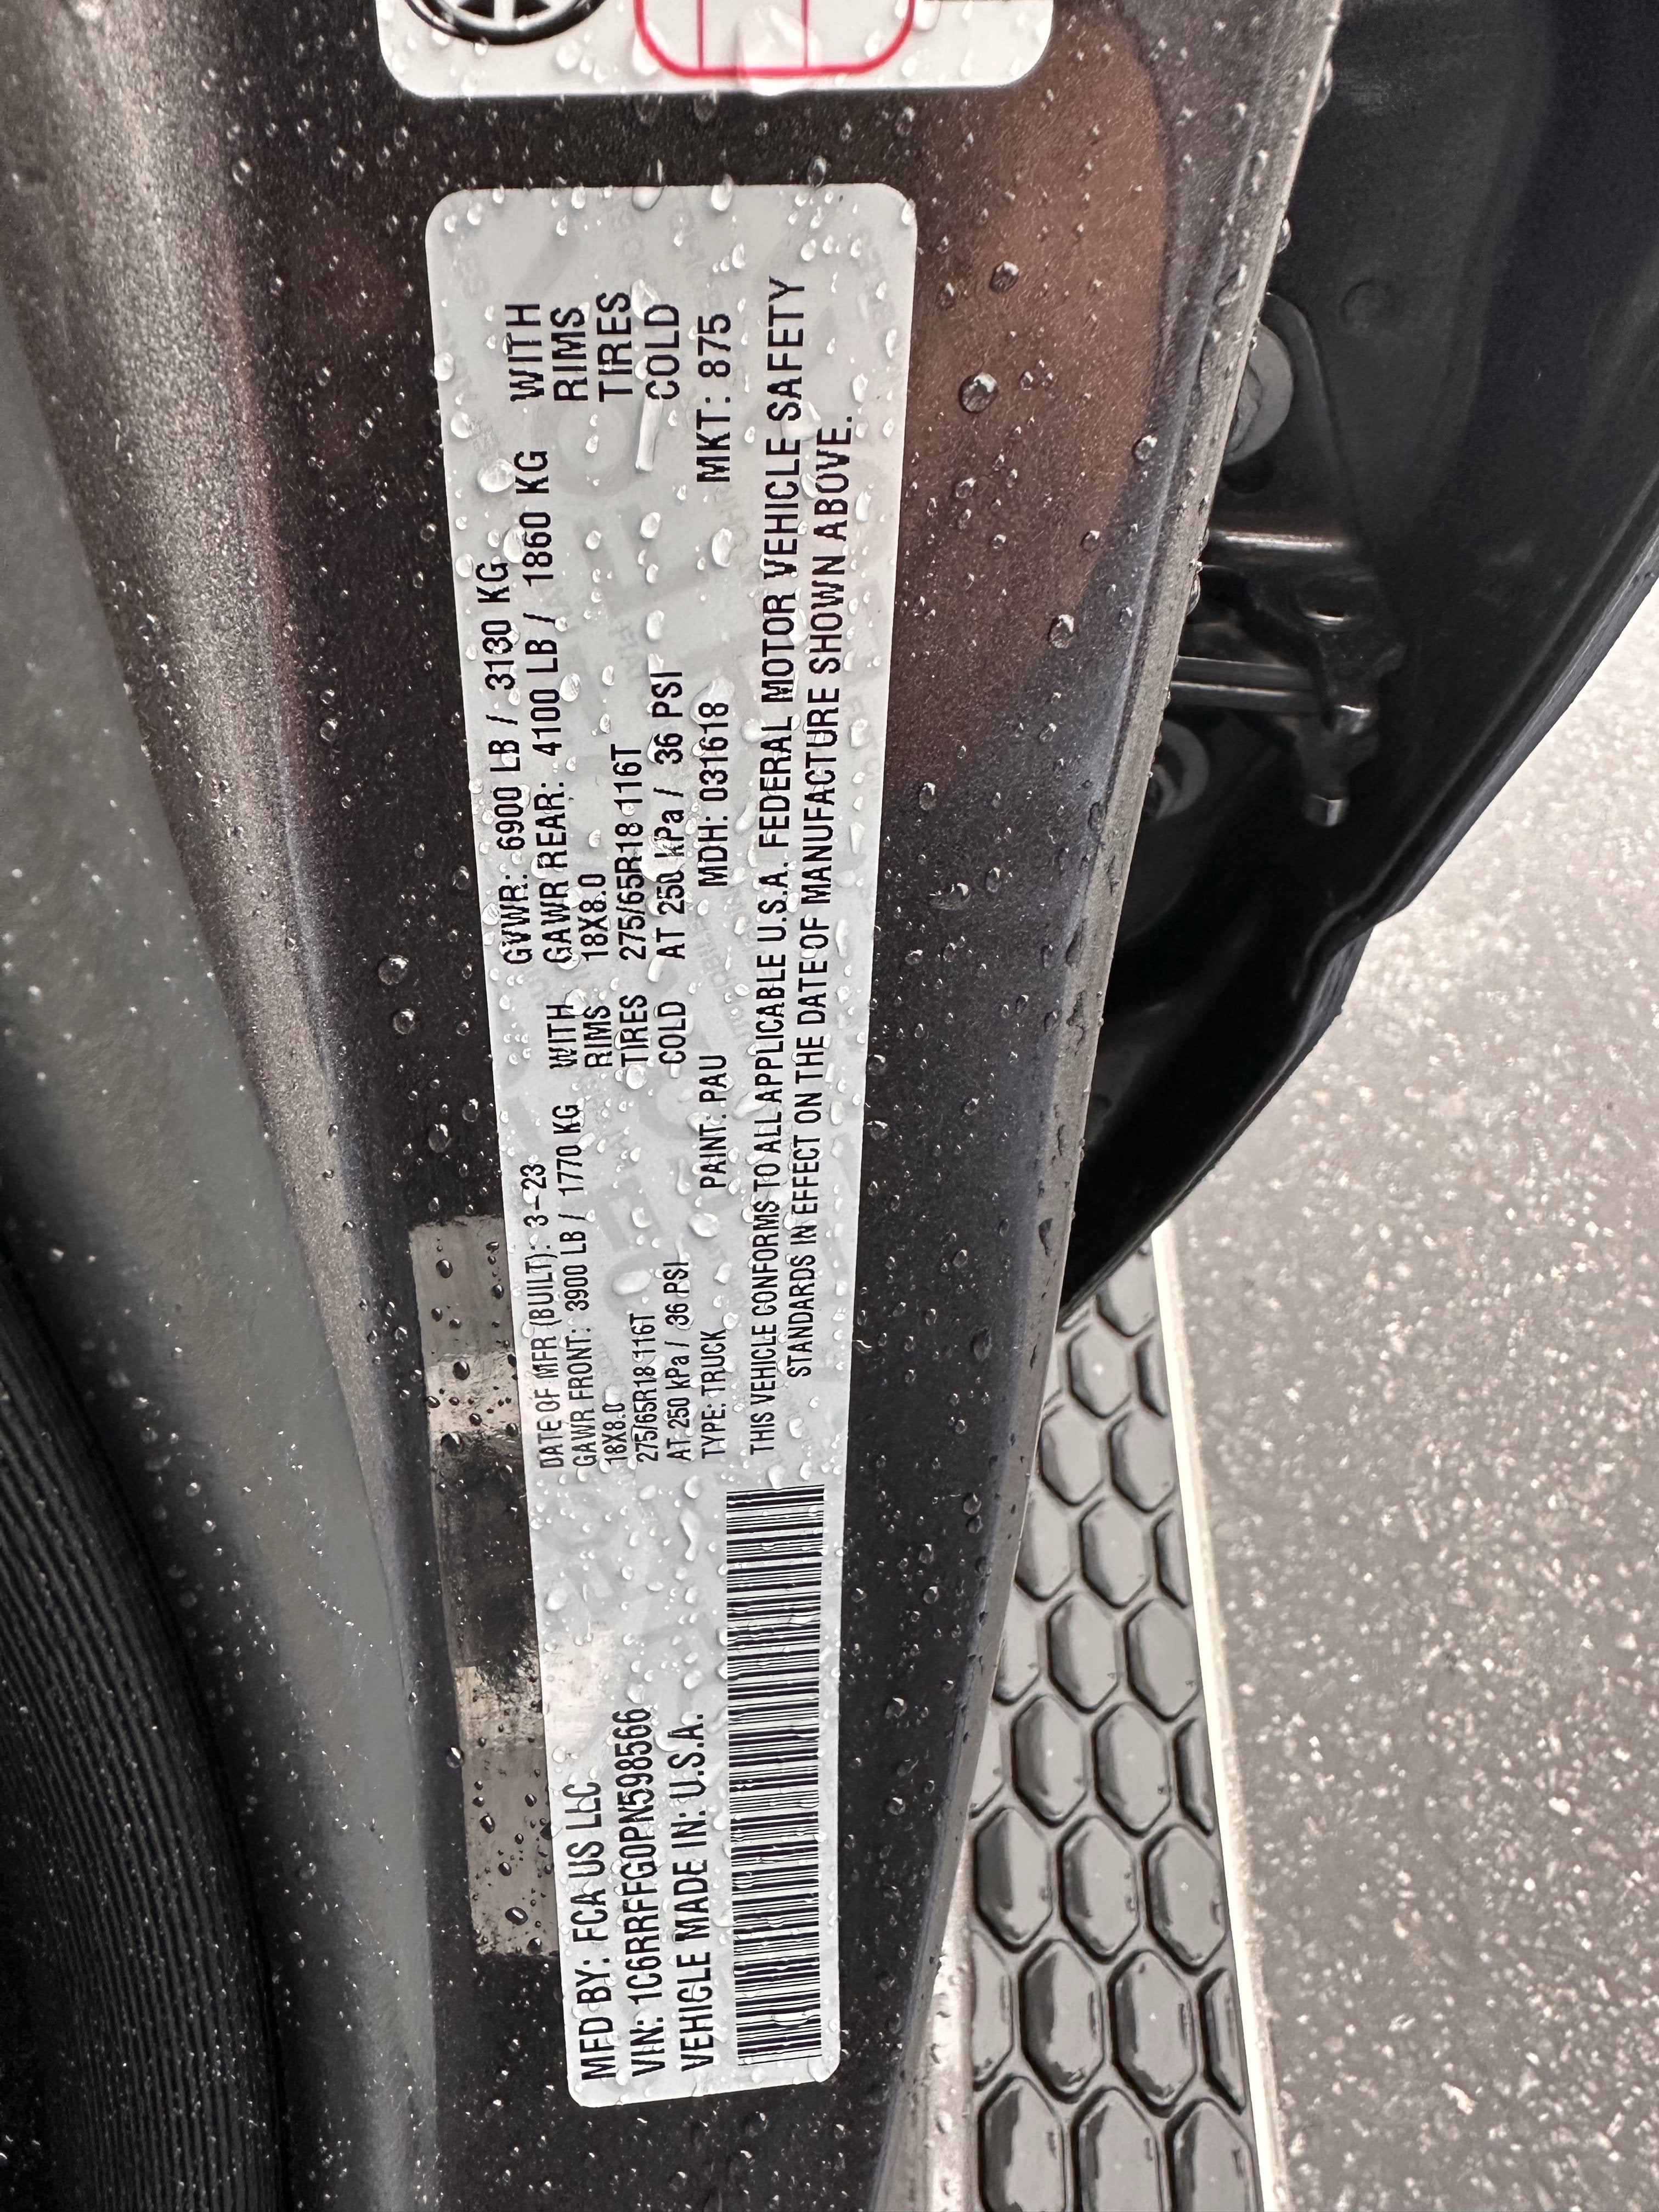 MFD BY: FCA US LLC
VIN: 1C6RRFFG0PN598566
VEHICLE MADE IN: U.S.A.
DATE OF MFR (BUILT): 3-23
GVWR: 6900 LB / 3130 KG
GAWR FRONT: 3900 LB / 1770 KG WITH
18X8.0 RIMS
275/65R18 116T TIRES
AT 250 kPa / 36 PSI COLD
GAWR REAR: 4100 LB / 1860 KG WITH
18X8.0 RIMS
275/65R18 116T TIRES
AT 250 kPa / 36 PSI COLD
TYPE: TRUCK PAINT: PAU MDH: 031618 MKT: 875
THIS VEHICLE CONFORMS TO ALL APPLICABLE U.S.A. FEDERAL MOTOR VEHICLE SAFETY
STANDARDS IN EFFECT ON THE DATE OF MANUFACTURE SHOWN ABOVE.